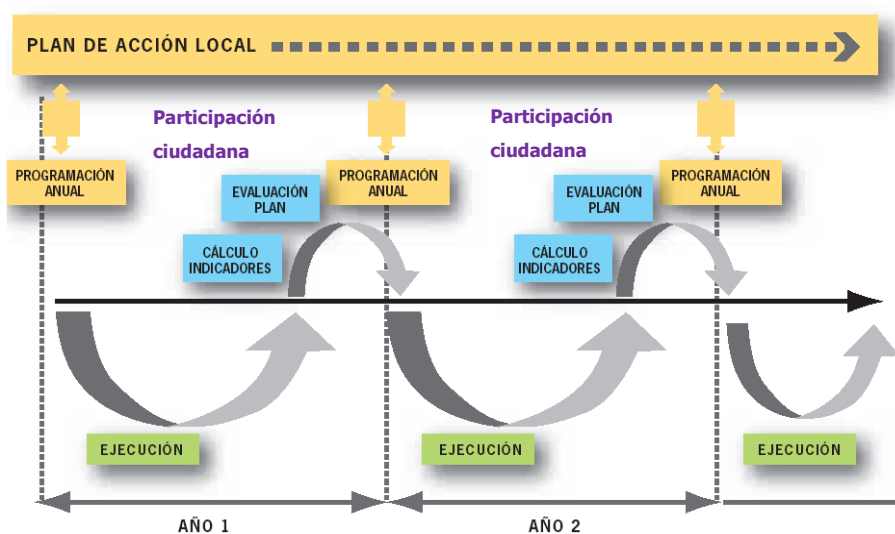 PLAN DE ACCIÓN LOCAL
Participación
ciudadana
Participación
ciudadana
PROGRAMACIÓN
ANUAL
EVALUACIÓN
PLAN
PROGRAMACIÓN
ANUAL
EVALUACIÓN
PLAN
PROGRAMACIÓN
ANUAL
CÁLCULO
INDICADORES
CÁLCULO
INDICADORES
EJECUCIÓN
EJECUCIÓN
EJECUCIÓN
AÑO 1
AÑO 2